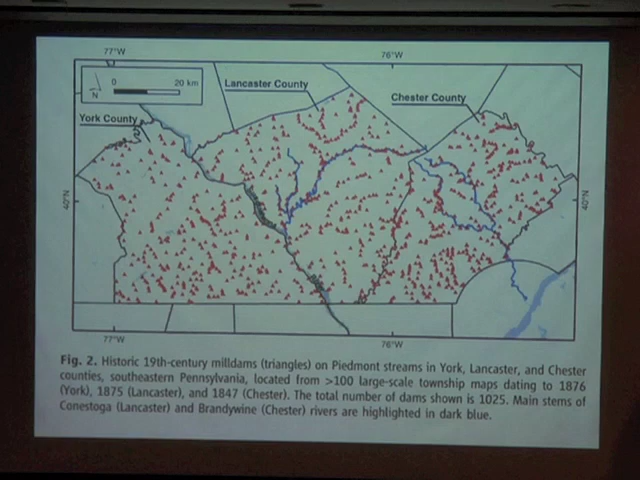 77°W
76°W
0 20 km
N
Lancaster County
Chester County
York County
40°N
40°N
77°W
76°W
Fig. 2. Historic 19th-century milldams (triangles) on Piedmont streams in York, Lancaster, and Chester
counties, southeastern Pennsylvania, located from >100 large-scale township maps dating to 1876
(York), 1875 (Lancaster), and 1847 (Chester). The total number of dams shown is 1025. Main stems of
Conestoga (Lancaster) and Brandywine (Chester) rivers are highlighted in dark blue.